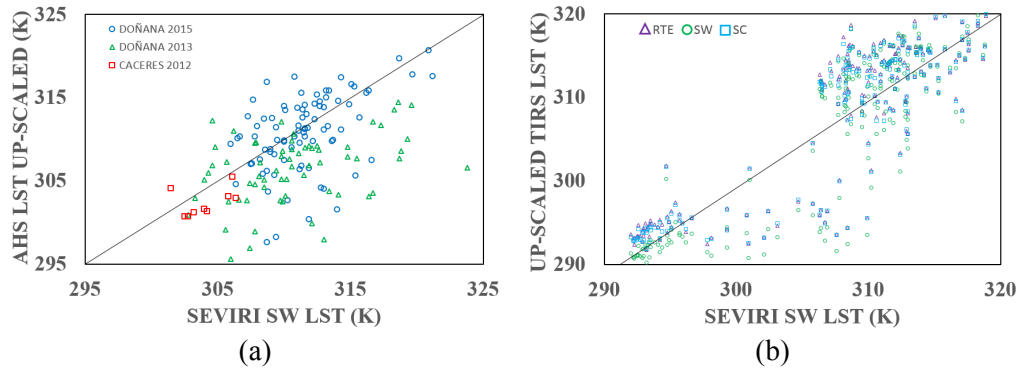 325
DOÑANA 2015
DOÑANA 2013
CACERES 2012
315
305
295
295 305 315 325
AHS LST UP-SCALED
(K)
SEVIRI SW LST (K)
(a)
320
RTE SW SC
310
300
290
290 300 310 320
UP-SCALED TIRS LST
(K)
SEVIRI SW LST (K)
(b)